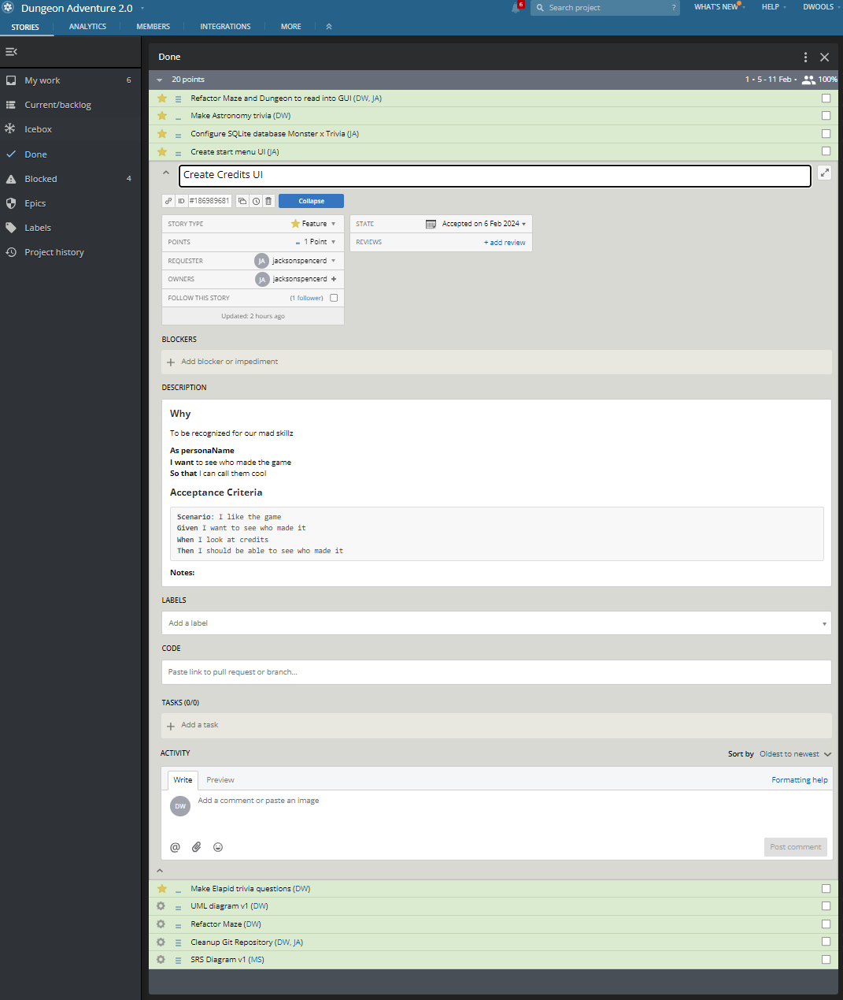 Dungeon Adventure 2.0
6
Search project
?
WHAT'S NEW
HELP
DWOOLS
STORIES
ANALYTICS
MEMBERS
INTEGRATIONS
MORE
My work 6
Current/backlog
Icebox
Done
Blocked 4
Epics
Labels
Project history
Done
20 points
1 • 5 - 11 Feb • 100%
Refactor Maze and Dungeon to read into GUI (DW, JA)
Make Astronomy trivia (DW)
Configure SQLite database Monster x Trivia (JA)
Create start menu UI (JA)
Create Credits UI
ID #186989681
Collapse
STORY TYPE Feature
POINTS 1 Point
REQUESTER JA jacksonspencerd
OWNERS JA jacksonspencerd +
FOLLOW THIS STORY (1 follower)
Updated: 2 hours ago
STATE Accepted on 6 Feb 2024
REVIEWS + add review
BLOCKERS
+ Add blocker or impediment
DESCRIPTION
Why
To be recognized for our mad skillz
As personaName
I want to see who made the game
So that I can call them cool
Acceptance Criteria
Scenario: I like the game
Given I want to see who made it
When I look at credits
Then I should be able to see who made it
Notes:
LABELS
Add a label
CODE
Paste link to pull request or branch...
TASKS (0/0)
+ Add a task
ACTIVITY
Sort by Oldest to newest
Write
Preview
Formatting help
DW
Add a comment or paste an image
@
Post comment
Make Elapid trivia questions (DW)
UML diagram v1 (DW)
Refactor Maze (DW)
Cleanup Git Repository (DW, JA)
SRS Diagram v1 (MS)